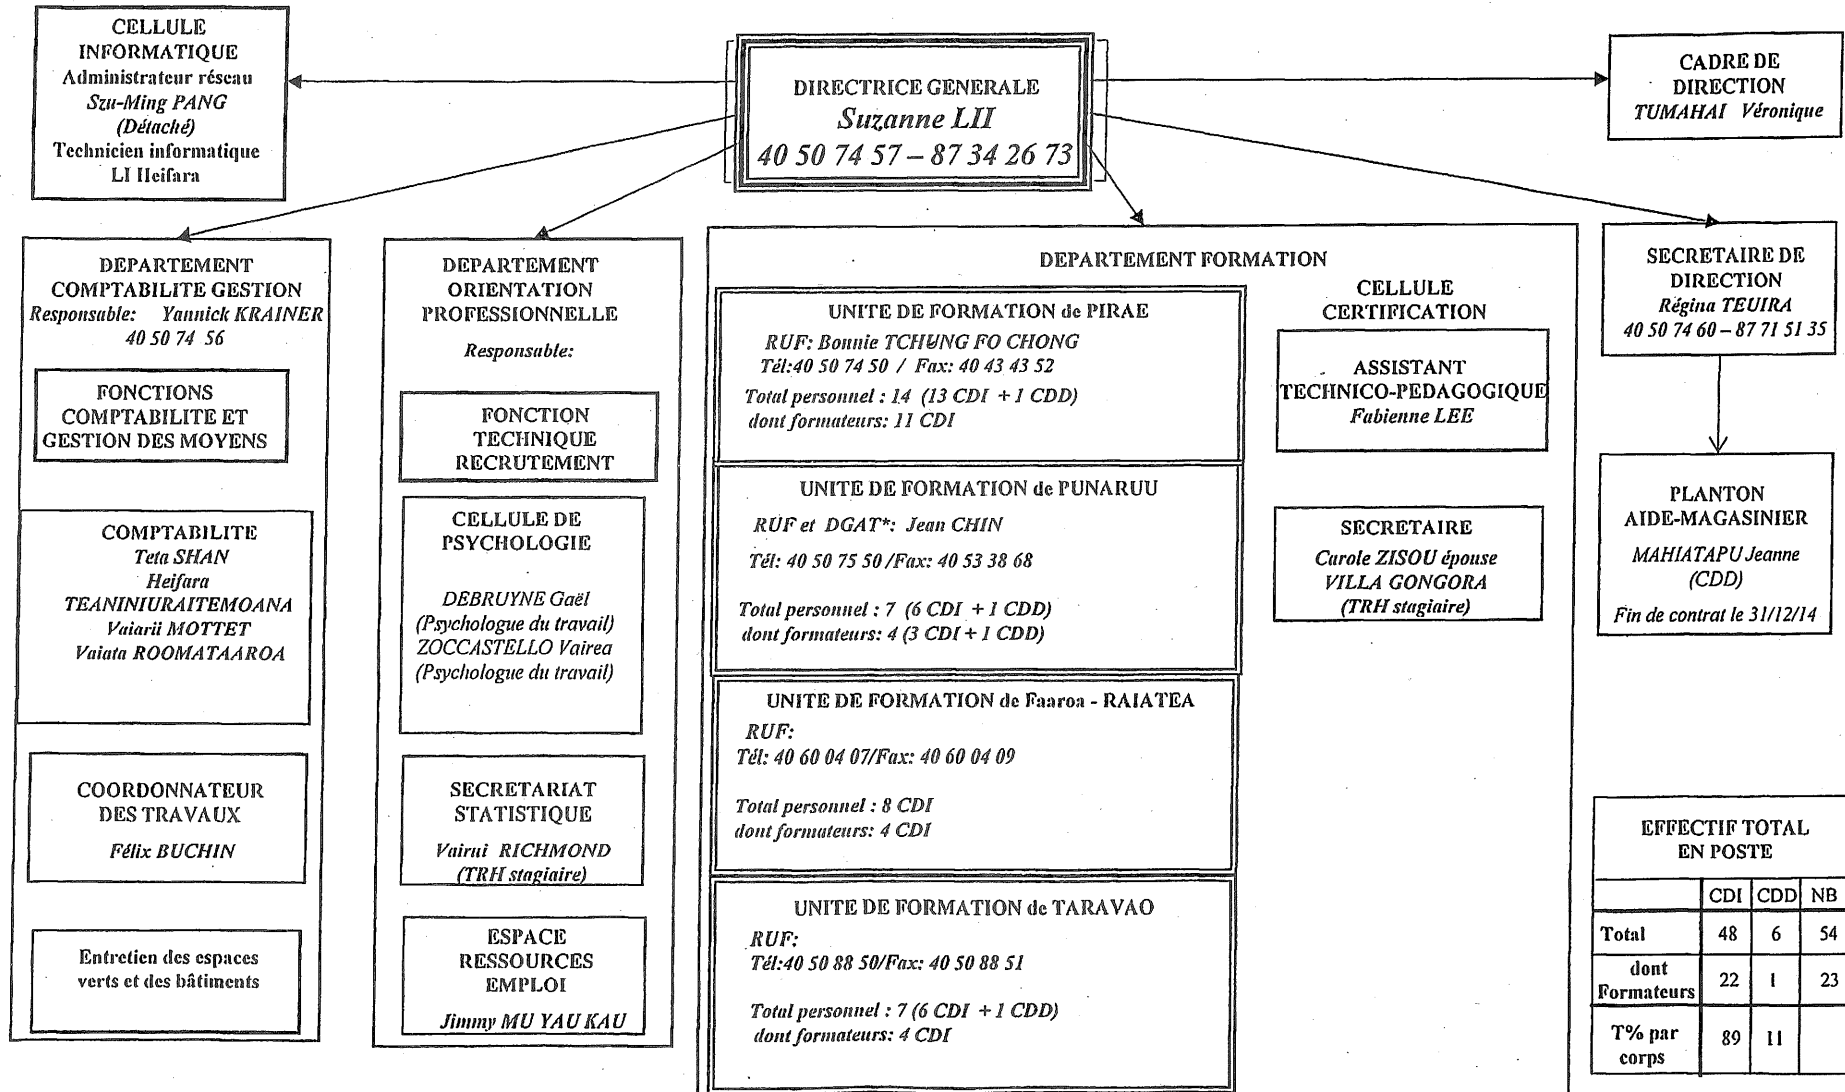 CELLULE
INFORMATIQUE
Administrateur réseau
Szu-Ming PANG
(Détaché)
Technicien informatique
LI Heifara
DIRECTRICE GENERALE
Suzanne LII
40 50 74 57 – 87 34 26 73
CADRE DE
DIRECTION
TUMAHAI Véronique
DEPARTEMENT
COMPTABILITE GESTION
Responsable: Yannick KRAINER
40 50 74 56
FONCTIONS
COMPTABILITE ET
GESTION DES MOYENS
COMPTABILITE
Teta SHAN
Heifara
TEANINIURAITEMOANA
Vaiarii MOTTET
Vaiata ROOMATAAROA
COORDONNATEUR
DES TRAVAUX
Félix BUCHIN
Entretien des espaces
verts et des bâtiments
DEPARTEMENT
ORIENTATION
PROFESSIONNELLE
Responsable:
FONCTION
TECHNIQUE
RECRUTEMENT
CELLULE DE
PSYCHOLOGIE
DEBRUYNE Gaël
(Psychologue du travail)
ZOCCASTELLO Vairea
(Psychologue du travail)
SECRETARIAT
STATISTIQUE
Vairui RICHMOND
(TRH stagiaire)
ESPACE
RESSOURCES
EMPLOI
Jimmy MU YAU KAU
DEPARTEMENT FORMATION
UNITE DE FORMATION de PIRAE
RUF: Bonnie TCHUNG FO CHONG
Tél:40 50 74 50 / Fax: 40 43 43 52
Total personnel : 14 (13 CDI + 1 CDD)
dont formateurs: 11 CDI
UNITE DE FORMATION de PUNARUU
RUF et DGAT*: Jean CHIN
Tél: 40 50 75 50 /Fax: 40 53 38 68
Total personnel : 7 (6 CDI + 1 CDD)
dont formateurs: 4 (3 CDI + 1 CDD)
UNITE DE FORMATION de Faaroa - RAIATEA
RUF:
Tél: 40 60 04 07/Fax: 40 60 04 09
Total personnel : 8 CDI
dont formateurs: 4 CDI
UNITE DE FORMATION de TARAVAO
RUF:
Tél:40 50 88 50/Fax: 40 50 88 51
Total personnel : 7 (6 CDI + 1 CDD)
dont formateurs: 4 CDI
CELLULE
CERTIFICATION
ASSISTANT
TECHNICO-PEDAGOGIQUE
Fabienne LEE
SECRETAIRE
Carole ZISOU épouse
VILLA GONGORA
(TRH stagiaire)
SECRETAIRE DE
DIRECTION
Régina TEUIRA
40 50 74 60 – 87 71 51 35
PLANTON
AIDE-MAGASINIER
MAHIATAPU Jeanne
(CDD)
Fin de contrat le 31/12/14
EFFECTIF TOTAL
EN POSTE
CDI CDD NB
Total 48 6 54
dont
Formateurs 22 1 23
T% par
corps 89 11